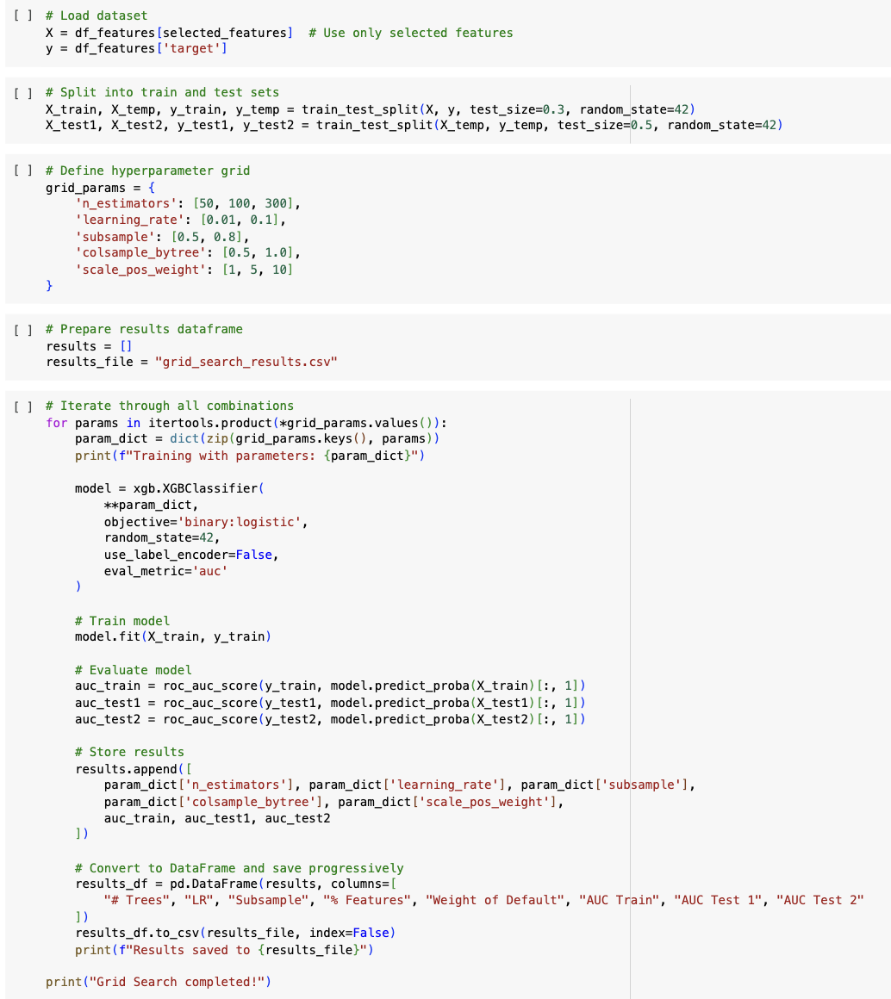 [ ] # Load dataset
X = df_features[selected_features]  # Use only selected features
y = df_features['target']
[ ] # Split into train and test sets
X_train, X_temp, y_train, y_temp = train_test_split(X, y, test_size=0.3, random_state=42)
X_test1, X_test2, y_test1, y_test2 = train_test_split(X_temp, y_temp, test_size=0.5, random_state=42)
[ ] # Define hyperparameter grid
grid_params = {
    'n_estimators': [50, 100, 300],
    'learning_rate': [0.01, 0.1],
    'subsample': [0.5, 0.8],
    'colsample_bytree': [0.5, 1.0],
    'scale_pos_weight': [1, 5, 10]
}
[ ] # Prepare results dataframe
results = []
results_file = "grid_search_results.csv"
[ ] # Iterate through all combinations
for params in itertools.product(*grid_params.values()):
    param_dict = dict(zip(grid_params.keys(), params))
    print(f"Training with parameters: {param_dict}")
    model = xgb.XGBClassifier(
        **param_dict,
        objective='binary:logistic',
        random_state=42,
        use_label_encoder=False,
        eval_metric='auc'
    )
    # Train model
    model.fit(X_train, y_train)
    # Evaluate model
    auc_train = roc_auc_score(y_train, model.predict_proba(X_train)[:, 1])
    auc_test1 = roc_auc_score(y_test1, model.predict_proba(X_test1)[:, 1])
    auc_test2 = roc_auc_score(y_test2, model.predict_proba(X_test2)[:, 1])
    # Store results
    results.append([
        param_dict['n_estimators'], param_dict['learning_rate'], param_dict['subsample'],
        param_dict['colsample_bytree'], param_dict['scale_pos_weight'],
        auc_train, auc_test1, auc_test2
    ])
    # Convert to DataFrame and save progressively
    results_df = pd.DataFrame(results, columns=[
        "# Trees", "LR", "Subsample", "% Features", "Weight of Default", "AUC Train", "AUC Test 1", "AUC Test 2"
    ])
    results_df.to_csv(results_file, index=False)
    print(f"Results saved to {results_file}")
print("Grid Search completed!")